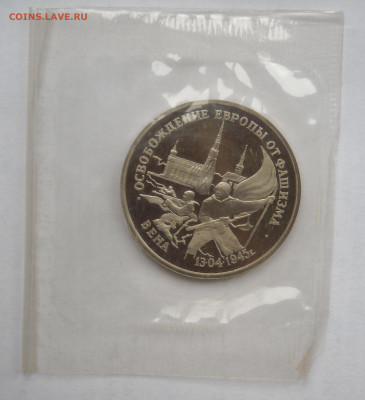 COINS.LAVE.RU
ОСВОБОЖДЕНИЕ ЕВРОПЫ ОТ ФАШИЗМА
ВЕНА
13·04·1945г.